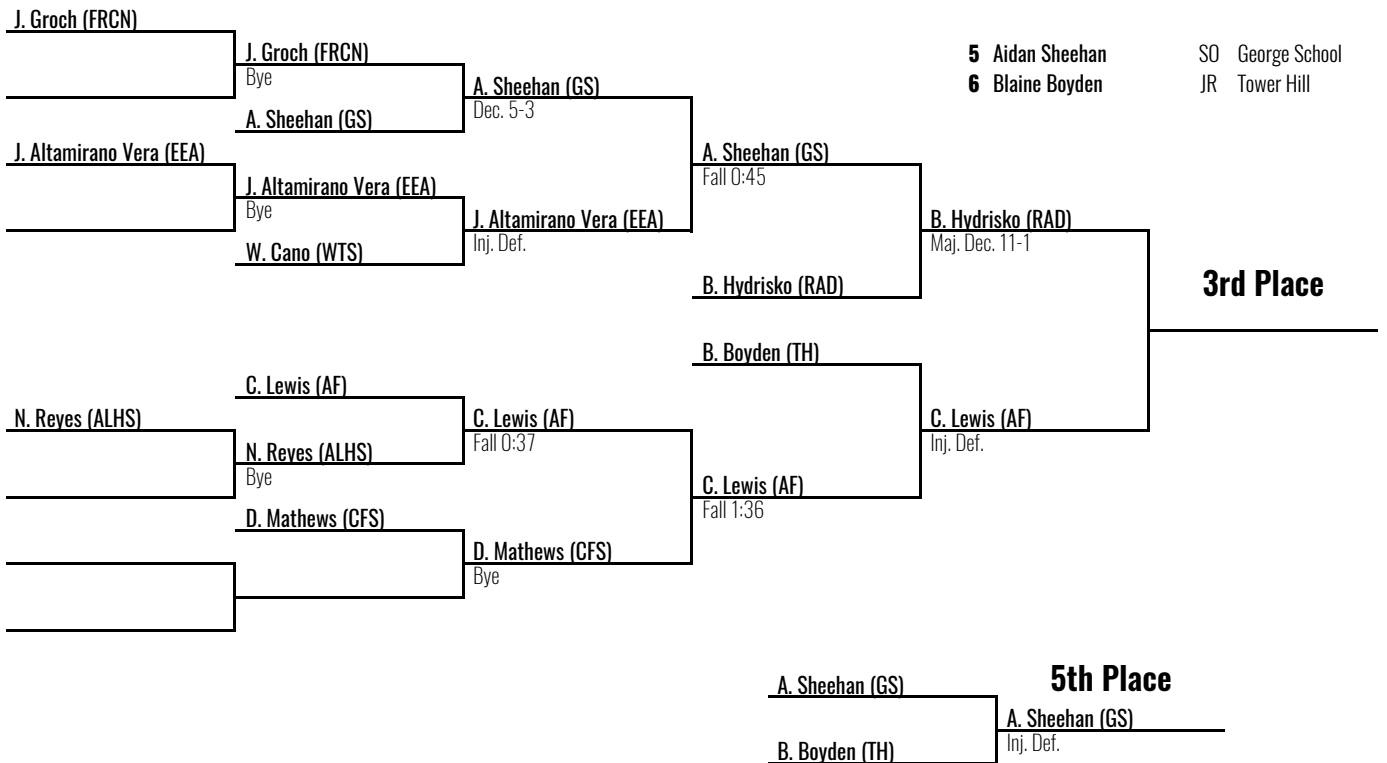 J. Groch (FRCN)
J. Groch (FRCN)
Bye
A. Sheehan (GS)
A. Sheehan (GS)
Dec. 5-3
J. Altamirano Vera (EEA)
J. Altamirano Vera (EEA)
Bye
W. Cano (WTS)
J. Altamirano Vera (EEA)
Inj. Def.
A. Sheehan (GS)
Fall 0:45
B. Hydrisko (RAD)
B. Hydrisko (RAD)
Maj. Dec. 11-1
5 Aidan Sheehan SO George School
6 Blaine Boyden JR Tower Hill
3rd Place
B. Boyden (TH)
C. Lewis (AF)
N. Reyes (ALHS)
N. Reyes (ALHS)
Bye
C. Lewis (AF)
Fall 0:37
D. Mathews (CFS)
D. Mathews (CFS)
Bye
C. Lewis (AF)
Fall 1:36
C. Lewis (AF)
Inj. Def.
5th Place
A. Sheehan (GS)
A. Sheehan (GS)
Inj. Def.
B. Boyden (TH)